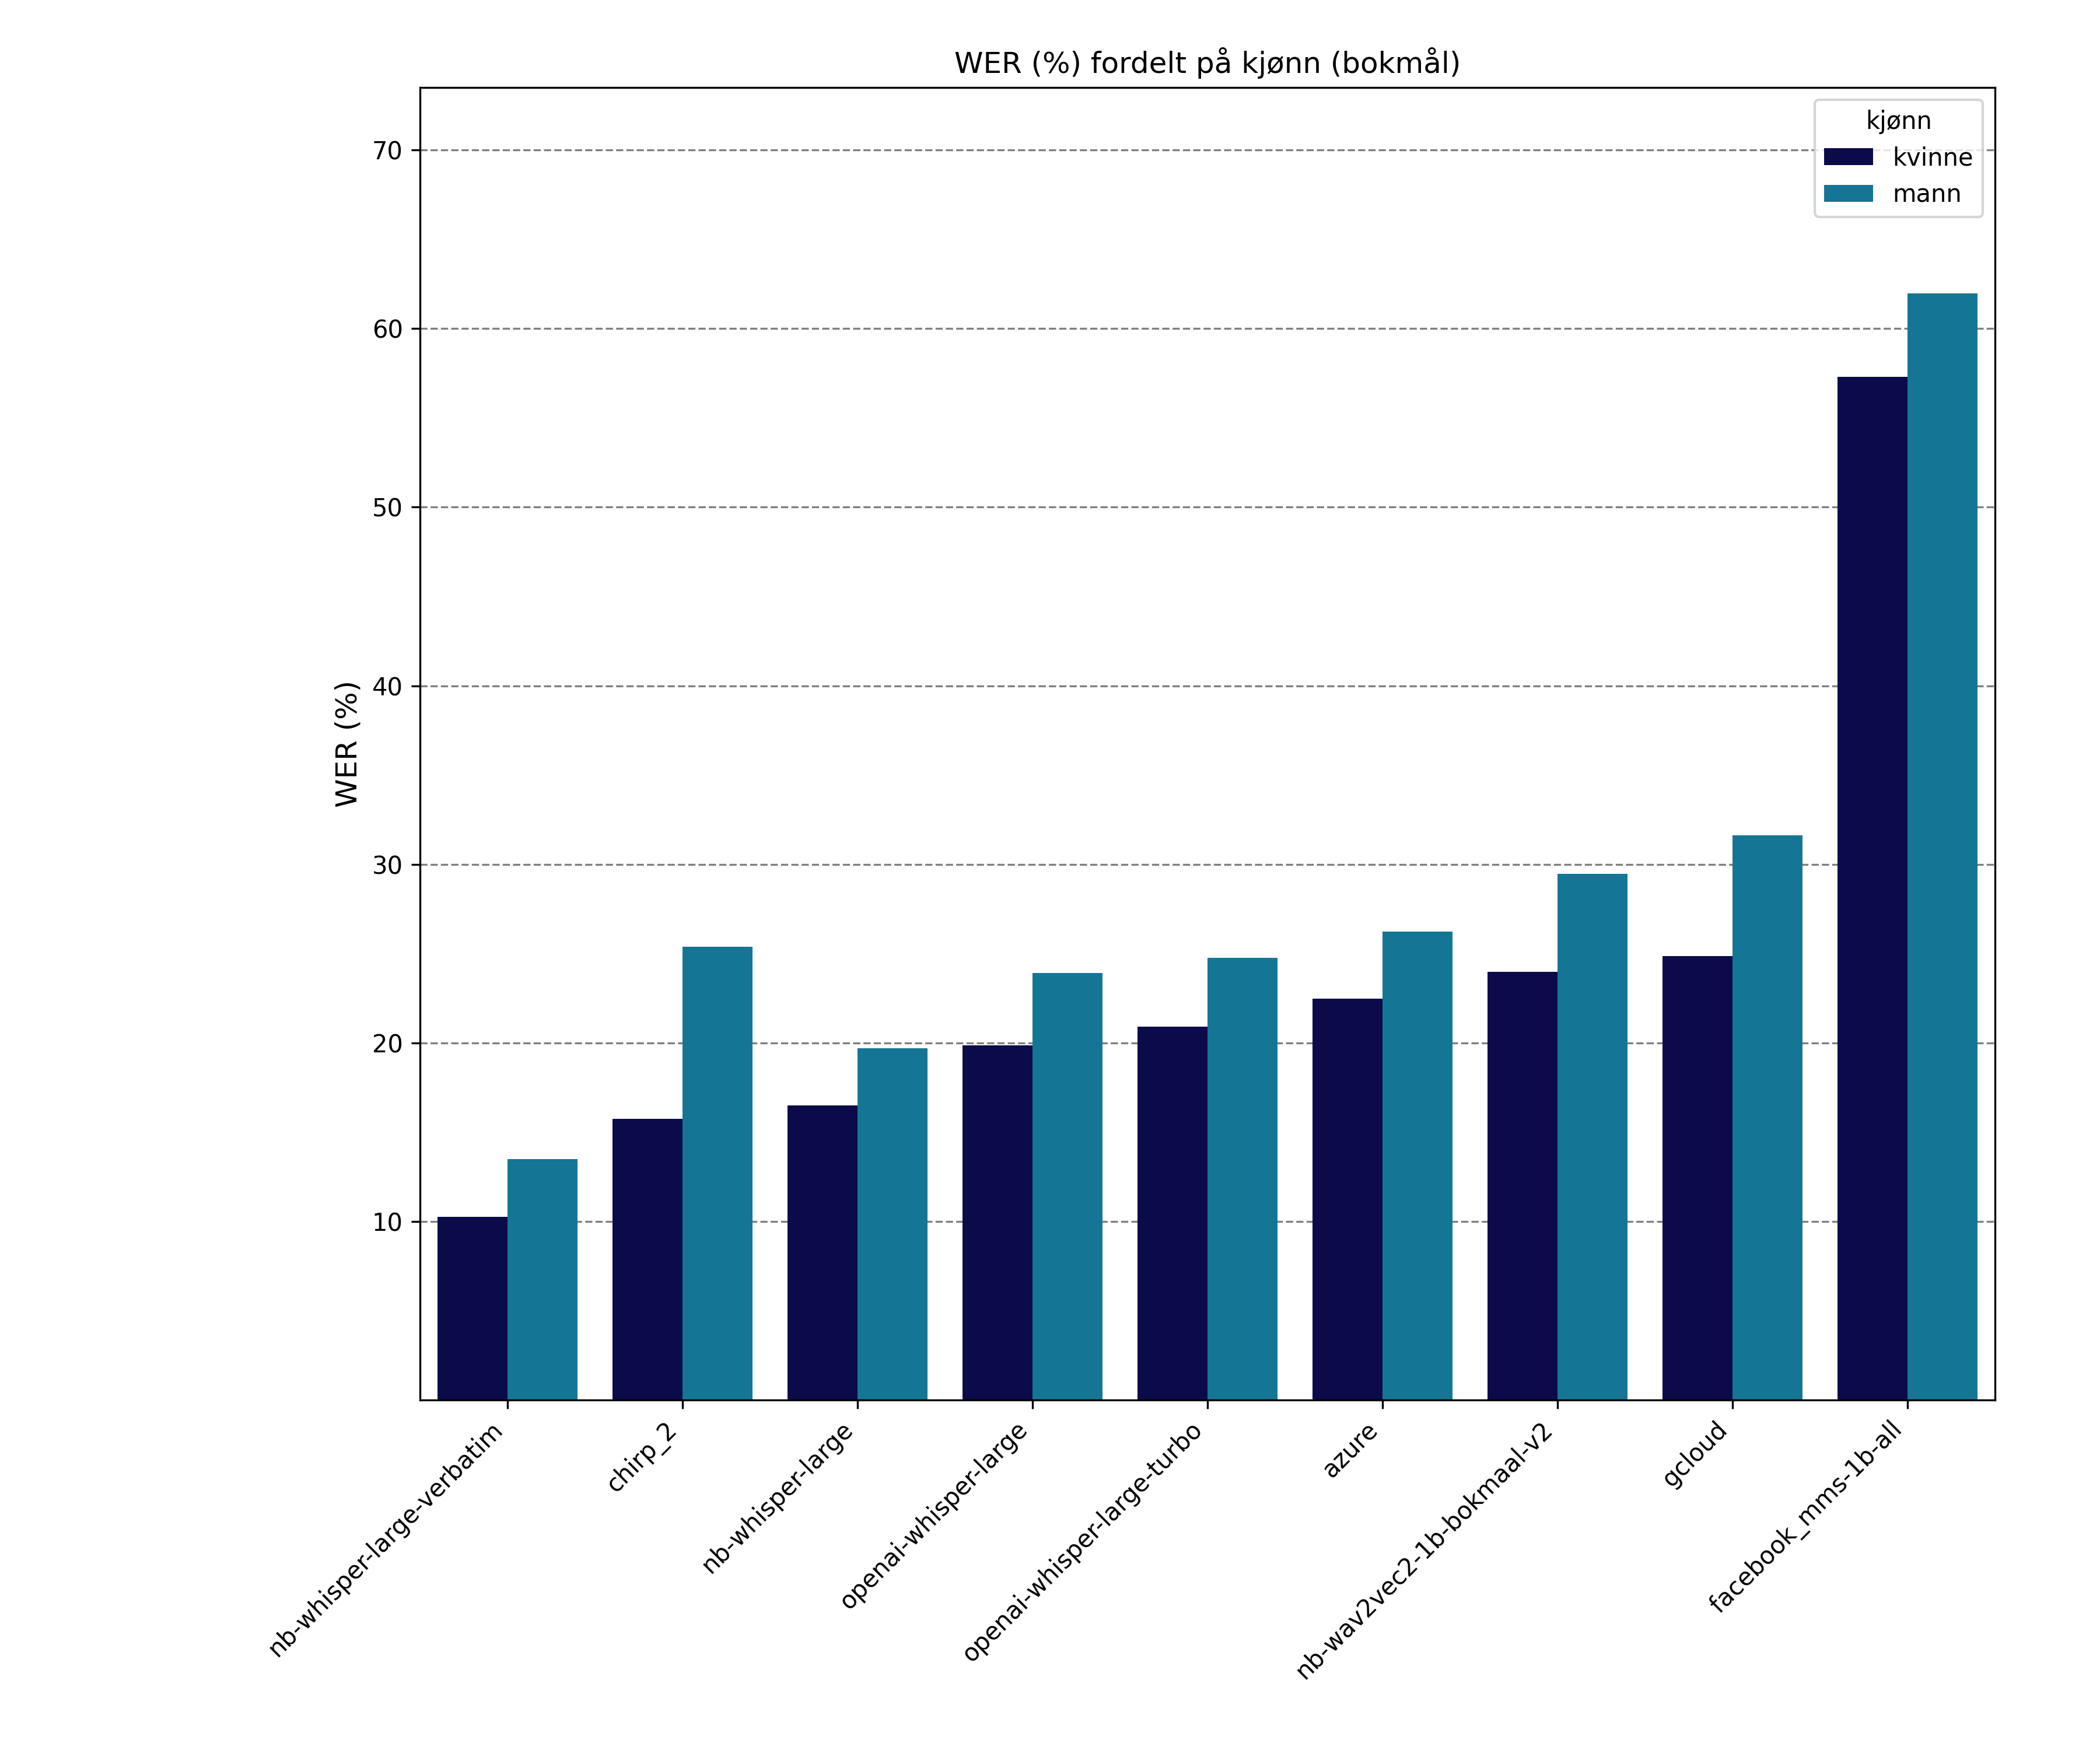 WER (%) fordelt på kjønn (bokmål)
kjønn
kvinne
mann
WER (%)
70
60
50
40
30
20
10
nb-whisper-large-verbatim
chirp_2
nb-whisper-large
openai-whisper-large
openai-whisper-large-turbo
azure
nb-wav2vec2-1b-bokmaal-v2
gcloud
facebook_mms-1b-all